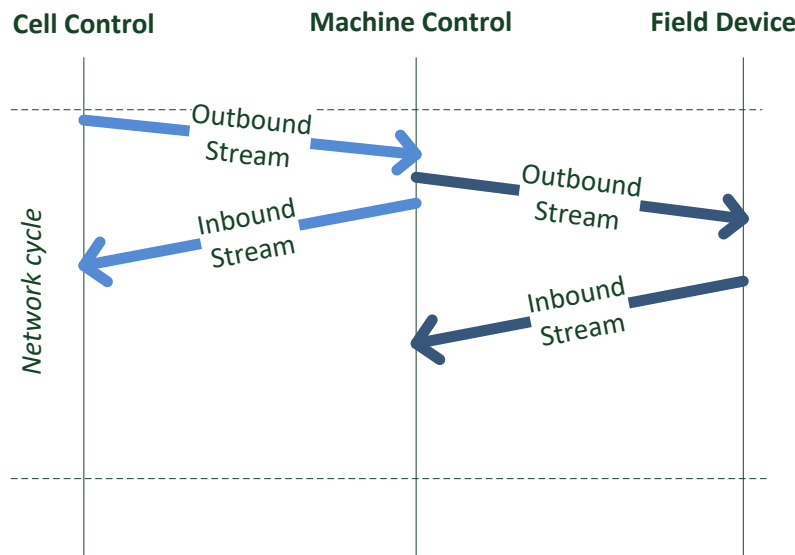 Cell Control
Machine Control
Field Device
Outbound
Stream
Outbound
Stream
Inbound
Stream
Inbound
Stream
Network cycle